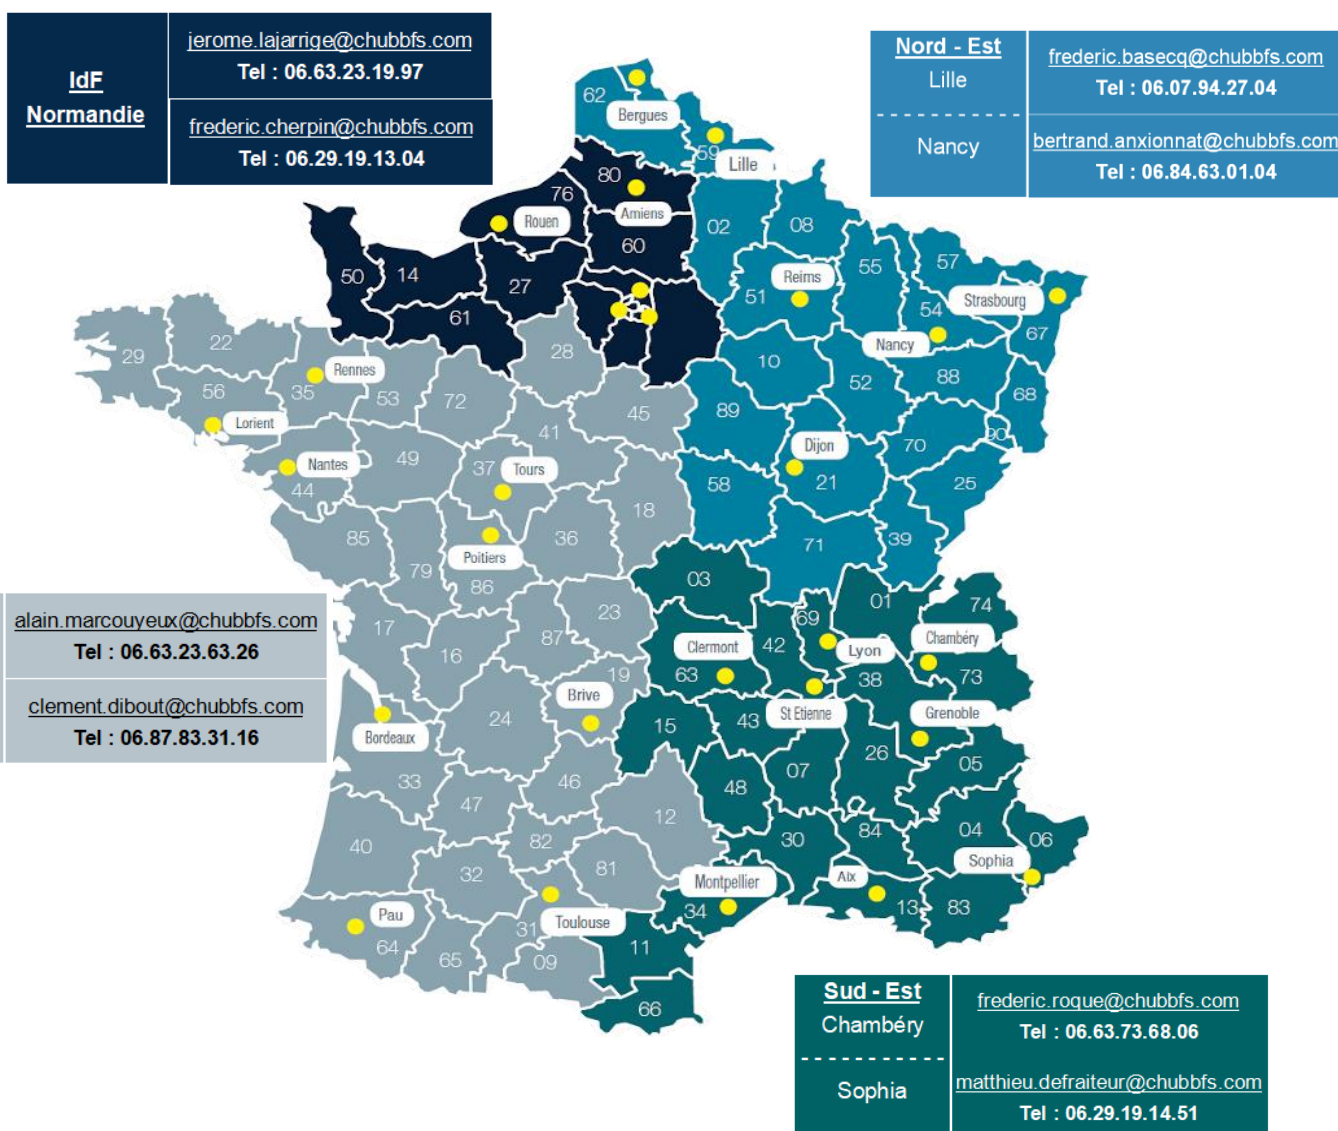 IdF
Normandie
jerome.lajarrige@chubbfs.com
Tel : 06.63.23.19.97
frederic.cherpin@chubbfs.com
Tel : 06.29.19.13.04
Nord - Est
Lille
Nancy
frederic.basecq@chubbfs.com
Tel : 06.07.94.27.04
bertrand.anxionnat@chubbfs.com
Tel : 06.84.63.01.04
62
Bergues
59
Lille
80
76
Amiens
Rouen
02
08
60
50
14
27
61
51
Reims
55
57
54
Strasbourg
67
Nancy
29
22
28
56
35
Rennes
53
72
10
52
88
68
Lorient
45
89
41
70
90
Nantes
49
37
Tours
Dijon
44
58
21
25
18
85
36
71
39
79
Poitiers
86
03
23
01
74
17
87
69
16
Clermont
42
Lyon
Chambéry
19
63
38
73
Brive
24
St Etienne
Grenoble
Bordeaux
15
43
26
33
46
07
05
48
47
12
40
82
30
84
04
06
32
81
Sophia
Montpellier
Aix
34
13
83
Pau
31
Toulouse
64
65
09
11
66
alain.marcouyeux@chubbfs.com
Tel : 06.63.23.63.26
clement.dibout@chubbfs.com
Tel : 06.87.83.31.16
Sud - Est
Chambéry
Sophia
frederic.roque@chubbfs.com
Tel : 06.63.73.68.06
matthieu.defraiteur@chubbfs.com
Tel : 06.29.19.14.51